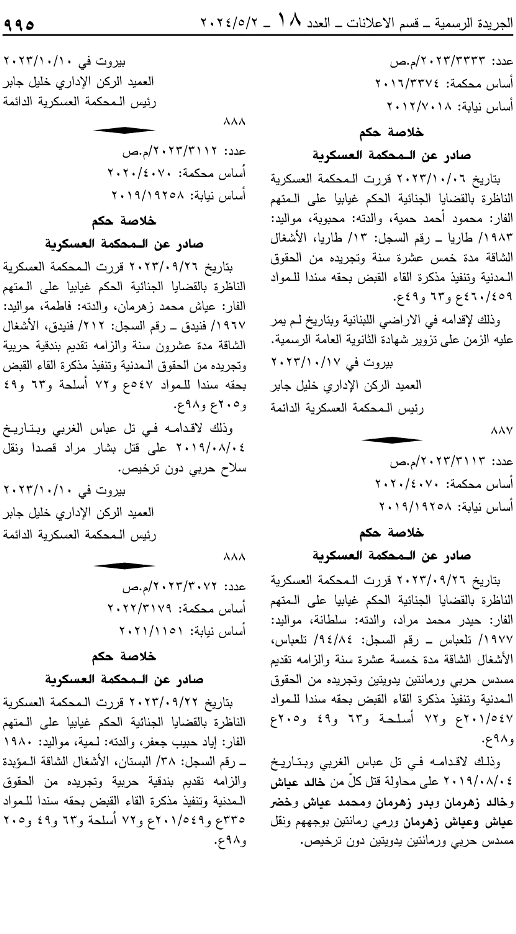 الجريدة الرسمية – قسم الاعلانات – العدد ١٨ – ٢٠٢٤/٥/٢
٩٩٥
عدد: ٢٠٢٣/٣٣٣٣/م.ص
أساس محكمة: ٢٠١٦/٣٣٧٤
أساس نيابة: ٢٠١٢/٧٠١٨
خلاصة حكم
صادر عن المحكمة العسكرية
بتاريخ ٢٠٢٣/١٠/٠٦ قررت المحكمة العسكرية
الناظرة بالقضايا الجنائية الحكم غيابيا على المتهم
الفار: محمود أحمد حمية، والدته: محبوبة، مواليد:
١٩٨٣/ طاريا – رقم السجل: ١٣/ طاريا، الأشغال
الشاقة مدة خمس عشرة سنة وتجريده من الحقوق
المدنية وتنفيذ مذكرة القاء القبض بحقه سندا للمواد
٤٦٠/٤٥٩ع و٦٣ و٤٩ع.
وذلك لإقدامه في الاراضي اللبنانية وبتاريخ لم يمر
عليه الزمن على تزوير شهادة الثانوية العامة الرسمية.
بيروت في ٢٠٢٣/١٠/١٧
العميد الركن الإداري خليل جابر
رئيس المحكمة العسكرية الدائمة
٨٨٧
عدد: ٢٠٢٣/٣١١٣/م.ص
أساس محكمة: ٢٠٢٠/٤٠٧٠
أساس نيابة: ٢٠١٩/١٩٢٥٨
خلاصة حكم
صادر عن المحكمة العسكرية
بتاريخ ٢٠٢٣/٠٩/٢٦ قررت المحكمة العسكرية
الناظرة بالقضايا الجنائية الحكم غيابيا على المتهم
الفار: حيدر محمد مراد، والدته: سلطانة، مواليد:
١٩٧٧/ تلعباس – رقم السجل: ٩٤/٨٤/ تلعباس،
الأشغال الشاقة مدة خمسة عشرة سنة والزامه تقديم
مسدس حربي ورمانتين يدويتين وتجريده من الحقوق
المدنية وتنفيذ مذكرة القاء القبض بحقه سندا للمواد
٢٠١/٥٤٧ع و٧٢ أسلحة و٦٣ و٤٩ و٢٠٥ع
و٩٨ع.
وذلك لاقدامه في تل عباس الغربي وبتاريخ
٢٠١٩/٠٨/٠٤ على محاولة قتل كلّ من خالد عياش
وخالد زهرمان وبدر زهرمان ومحمد عياش وخضر
عياش وعياش زهرمان ورمي رمانتين بوجههم ونقل
مسدس حربي ورمانتين يدويتين دون ترخيص.
بيروت في ٢٠٢٣/١٠/١٠
العميد الركن الإداري خليل جابر
رئيس المحكمة العسكرية الدائمة
٨٨٨
عدد: ٢٠٢٣/٣١١٢/م.ص
أساس محكمة: ٢٠٢٠/٤٠٧٠
أساس نيابة: ٢٠١٩/١٩٢٥٨
خلاصة حكم
صادر عن المحكمة العسكرية
بتاريخ ٢٠٢٣/٠٩/٢٦ قررت المحكمة العسكرية
الناظرة بالقضايا الجنائية الحكم غيابيا على المتهم
الفار: عياش محمد زهرمان، والدته: فاطمة، مواليد:
١٩٦٧/ فنيدق – رقم السجل: ٢١٢/ فنيدق، الأشغال
الشاقة مدة عشرون سنة والزامه تقديم بندقية حربية
وتجريده من الحقوق المدنية وتنفيذ مذكرة القاء القبض
بحقه سندا للمواد ٥٤٧ع و٧٢ أسلحة و٦٣ و٤٩
و٢٠٥ع و٩٨ع.
وذلك لاقدامه في تل عباس الغربي وبتاريخ
٢٠١٩/٠٨/٠٤ على قتل بشار مراد قصدا ونقل
سلاح حربي دون ترخيص.
بيروت في ٢٠٢٣/١٠/١٠
العميد الركن الإداري خليل جابر
رئيس المحكمة العسكرية الدائمة
٨٨٨
عدد: ٢٠٢٣/٣٠٧٢/م.ص
أساس محكمة: ٢٠٢٢/٣١٧٩
أساس نيابة: ٢٠٢١/١١٥١
خلاصة حكم
صادر عن المحكمة العسكرية
بتاريخ ٢٠٢٣/٠٩/٢٢ قررت المحكمة العسكرية
الناظرة بالقضايا الجنائية الحكم غيابيا على المتهم
الفار: إياد حبيب جعفر، والدته: لمية، مواليد: ١٩٨٠
– رقم السجل: ٣٨/ البستان، الأشغال الشاقة المؤبدة
والزامه تقديم بندقية حربية وتجريده من الحقوق
المدنية وتنفيذ مذكرة القاء القبض بحقه سندا للمواد
٣٣٥ع و٢٠١/٥٤٩ع و٧٢ أسلحة و٦٣ و٤٩ و٢٠٥
و٩٨ع.